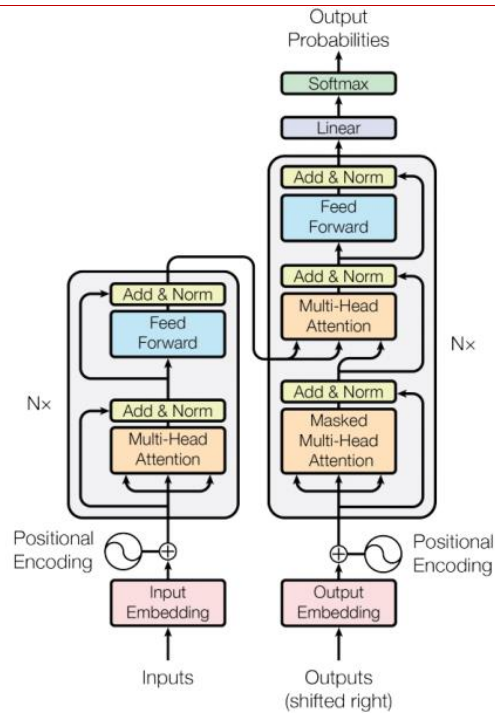 Output
Probabilities
Softmax
Linear
Add & Norm
Feed
Forward
Add & Norm
Multi-Head
Attention
Add & Norm
Masked
Multi-Head
Attention
N×
Add & Norm
Feed
Forward
Add & Norm
Multi-Head
Attention
N×
Positional
Encoding
Positional
Encoding
Input
Embedding
Output
Embedding
Inputs
Outputs
(shifted right)